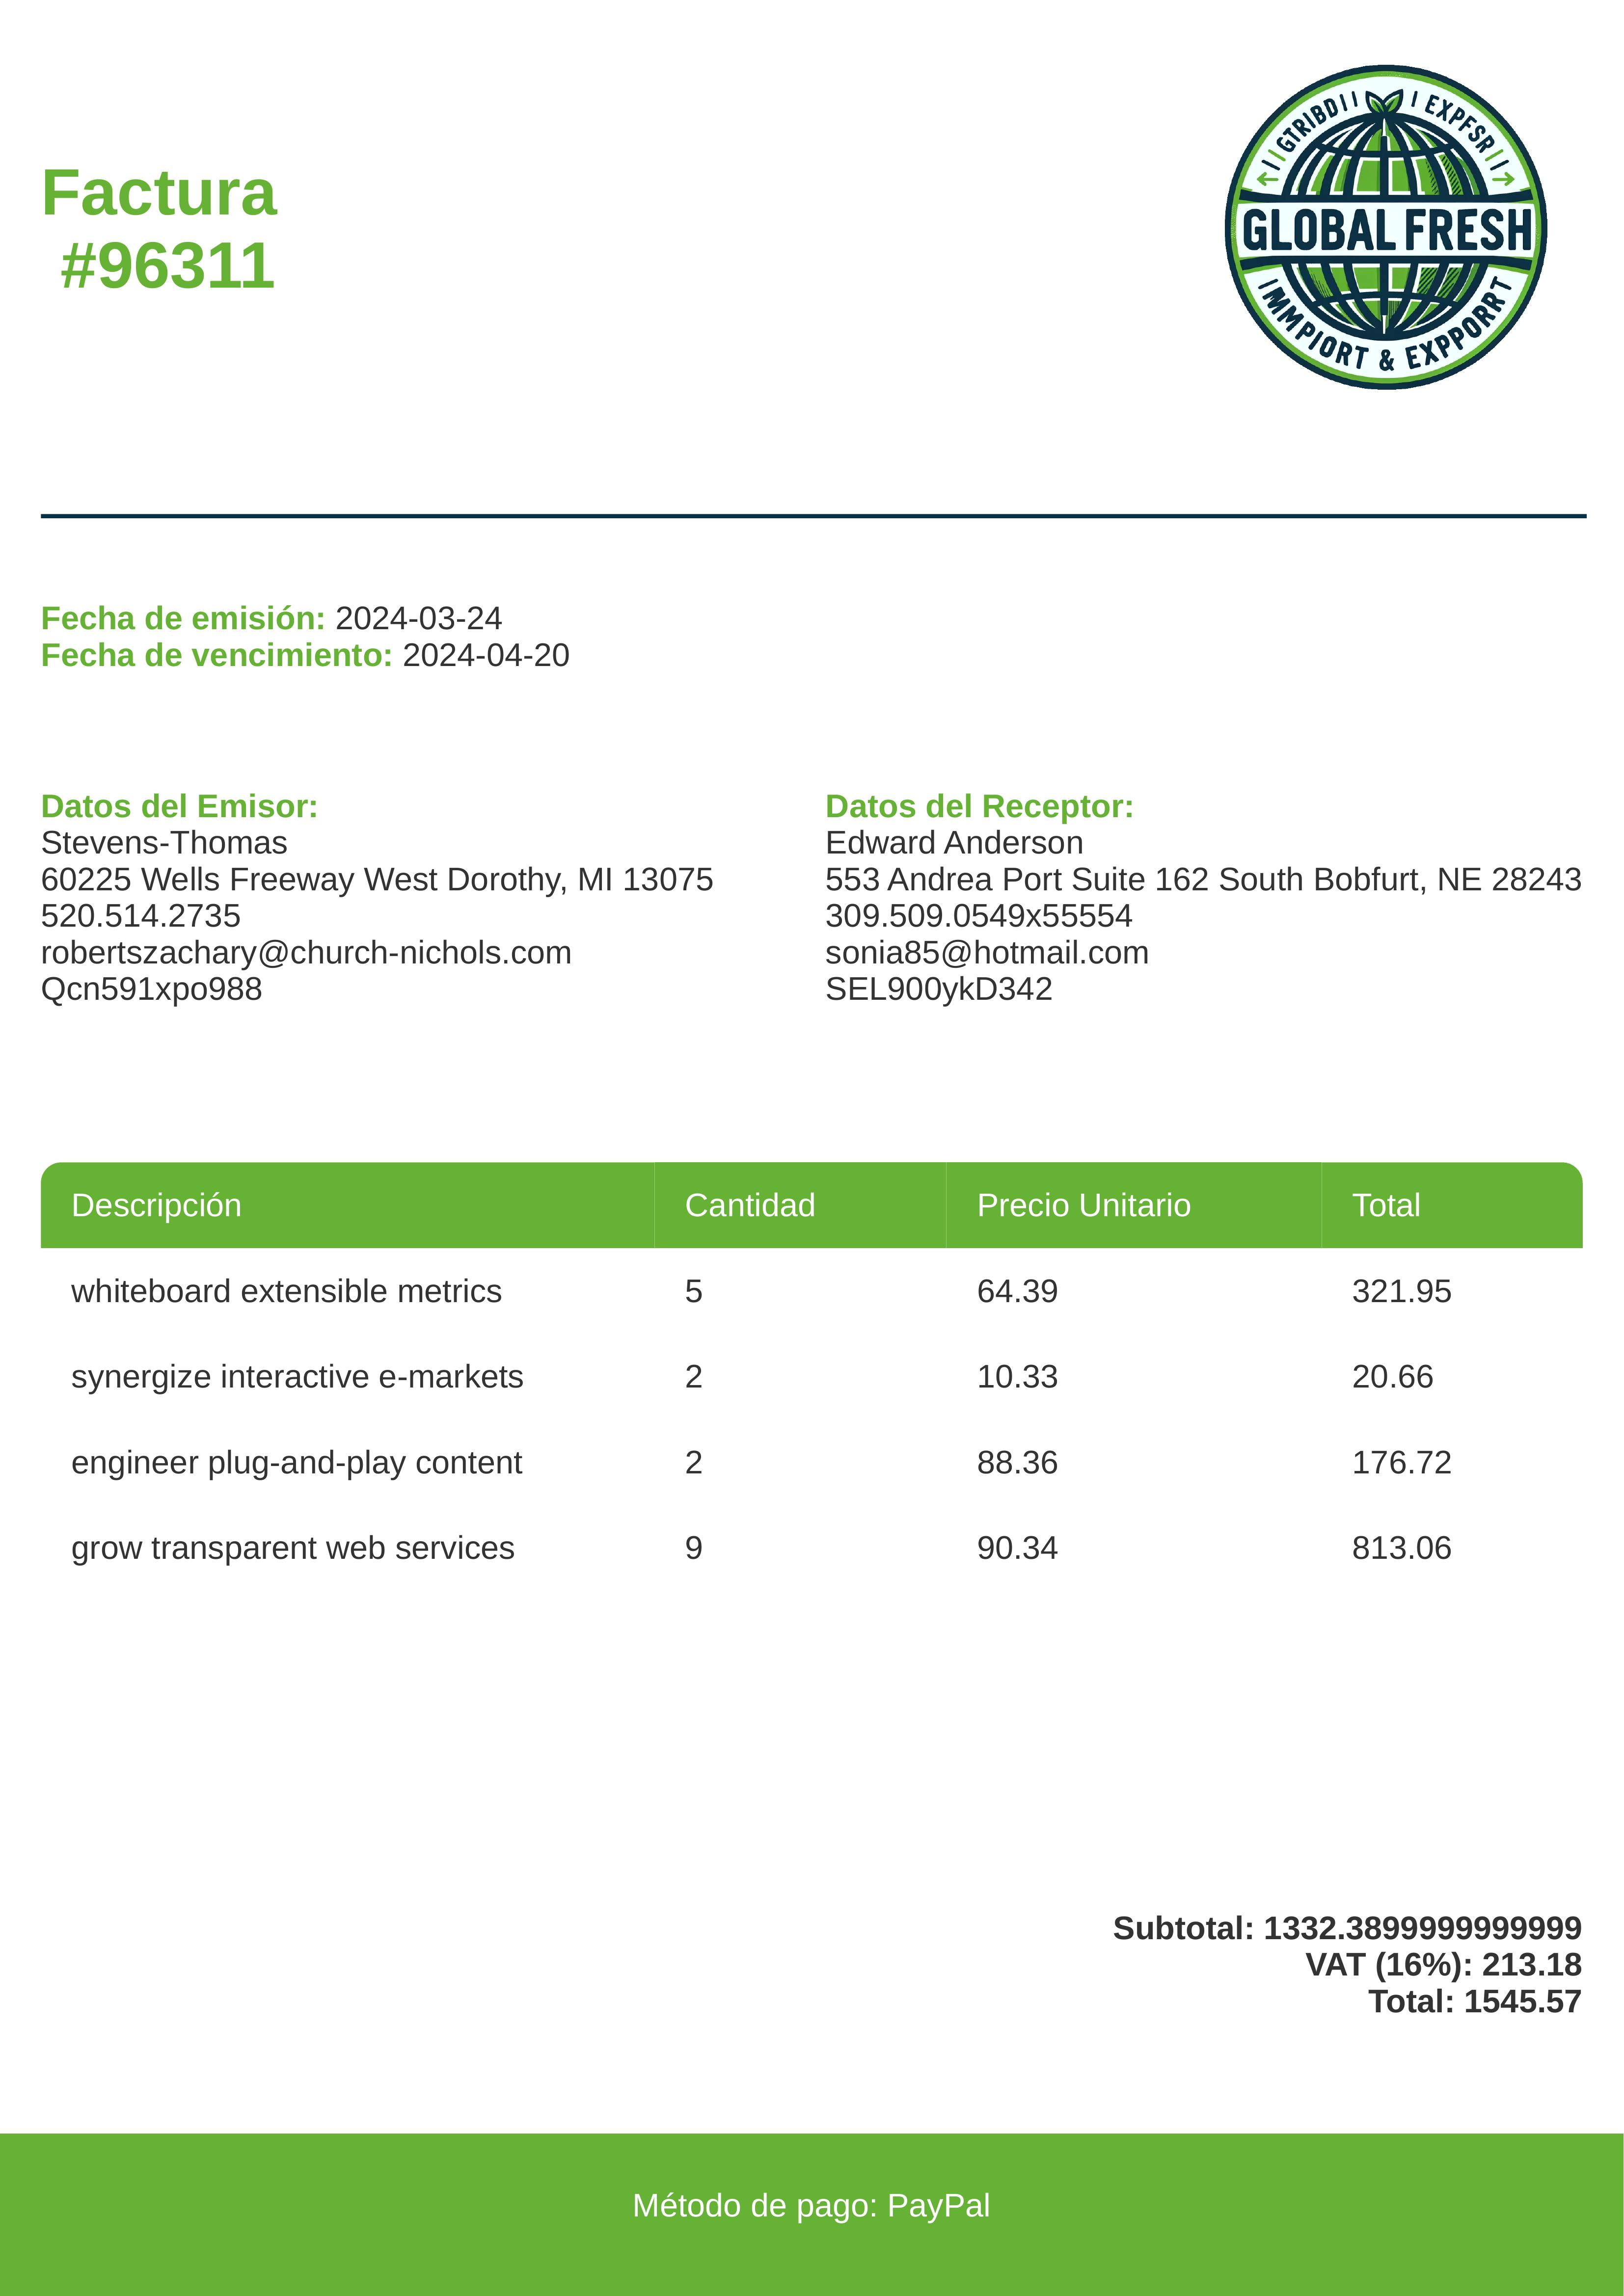 Factura
#96311
GTRIBD
EXPFSR
GLOBAL FRESH
IMMPIORT & EXPPORRT
Fecha de emisión: 2024-03-24
Fecha de vencimiento: 2024-04-20
Datos del Emisor:
Stevens-Thomas
60225 Wells Freeway West Dorothy, MI 13075
520.514.2735
robertszachary@church-nichols.com
Qcn591xpo988
Datos del Receptor:
Edward Anderson
553 Andrea Port Suite 162 South Bobfurt, NE 28243
309.509.0549x55554
sonia85@hotmail.com
SEL900ykD342
Descripción Cantidad Precio Unitario Total
whiteboard extensible metrics 5 64.39 321.95
synergize interactive e-markets 2 10.33 20.66
engineer plug-and-play content 2 88.36 176.72
grow transparent web services 9 90.34 813.06
Subtotal: 1332.3899999999999
VAT (16%): 213.18
Total: 1545.57
Método de pago: PayPal